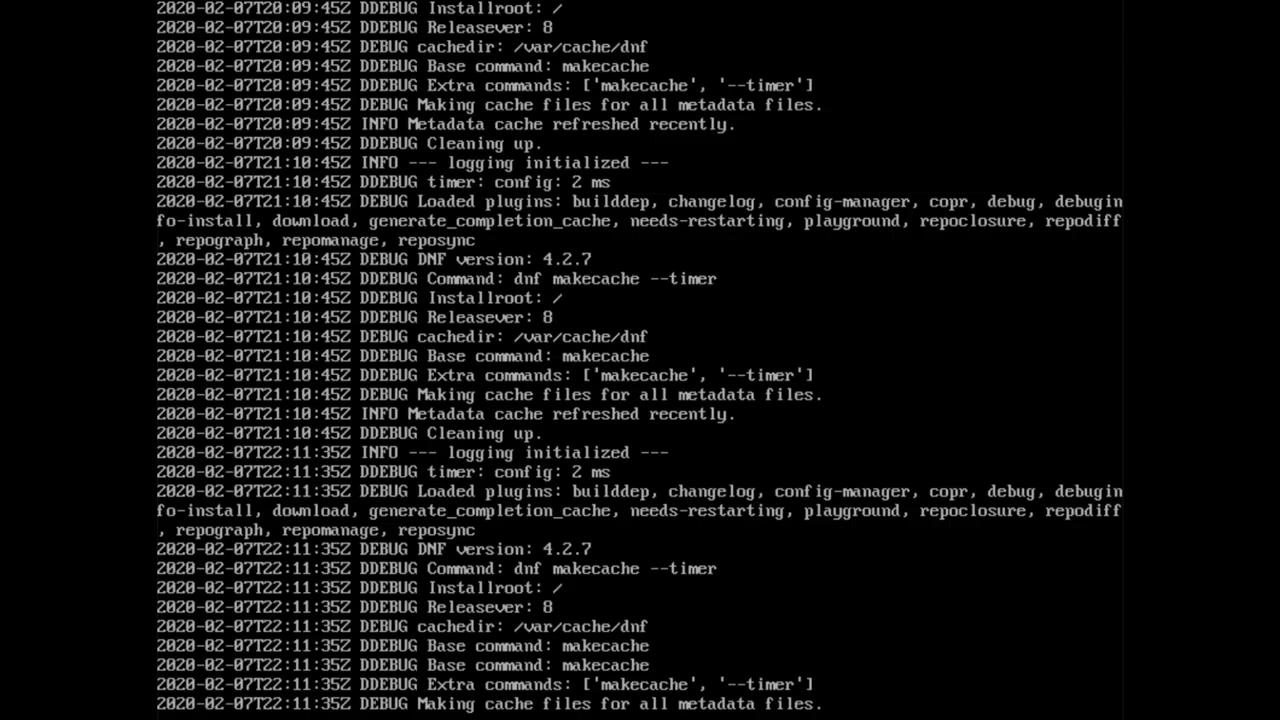 2020-02-07T20:09:45Z DDEBUG Installroot: /
2020-02-07T20:09:45Z DDEBUG Releasever: 8
2020-02-07T20:09:45Z DEBUG cachedir: /var/cache/dnf
2020-02-07T20:09:45Z DDEBUG Base command: makecache
2020-02-07T20:09:45Z DDEBUG Extra commands: ['makecache', '--timer']
2020-02-07T20:09:45Z DEBUG Making cache files for all metadata files.
2020-02-07T20:09:45Z INFO Metadata cache refreshed recently.
2020-02-07T20:09:45Z DDEBUG Cleaning up.
2020-02-07T21:10:45Z INFO --- logging initialized ---
2020-02-07T21:10:45Z DDEBUG timer: config: 2 ms
2020-02-07T21:10:45Z DEBUG Loaded plugins: builddep, changelog, config-manager, copr, debug, debugin
fo-install, download, generate_completion_cache, needs-restarting, playground, repoclosure, repodiff
, repograph, repomanage, reposync
2020-02-07T21:10:45Z DEBUG DNF version: 4.2.7
2020-02-07T21:10:45Z DDEBUG Command: dnf makecache --timer
2020-02-07T21:10:45Z DDEBUG Installroot: /
2020-02-07T21:10:45Z DDEBUG Releasever: 8
2020-02-07T21:10:45Z DEBUG cachedir: /var/cache/dnf
2020-02-07T21:10:45Z DDEBUG Base command: makecache
2020-02-07T21:10:45Z DDEBUG Extra commands: ['makecache', '--timer']
2020-02-07T21:10:45Z DEBUG Making cache files for all metadata files.
2020-02-07T21:10:45Z INFO Metadata cache refreshed recently.
2020-02-07T21:10:45Z DDEBUG Cleaning up.
2020-02-07T22:11:35Z INFO --- logging initialized ---
2020-02-07T22:11:35Z DDEBUG timer: config: 2 ms
2020-02-07T22:11:35Z DEBUG Loaded plugins: builddep, changelog, config-manager, copr, debug, debugin
fo-install, download, generate_completion_cache, needs-restarting, playground, repoclosure, repodiff
, repograph, repomanage, reposync
2020-02-07T22:11:35Z DEBUG DNF version: 4.2.7
2020-02-07T22:11:35Z DDEBUG Command: dnf makecache --timer
2020-02-07T22:11:35Z DDEBUG Installroot: /
2020-02-07T22:11:35Z DDEBUG Releasever: 8
2020-02-07T22:11:35Z DDEBUG cachedir: /var/cache/dnf
2020-02-07T22:11:35Z DDEBUG Base command: makecache
2020-02-07T22:11:35Z DDEBUG Base command: makecache
2020-02-07T22:11:35Z DDEBUG Extra commands: ['makecache', '--timer']
2020-02-07T22:11:35Z DEBUG Making cache files for all metadata files.